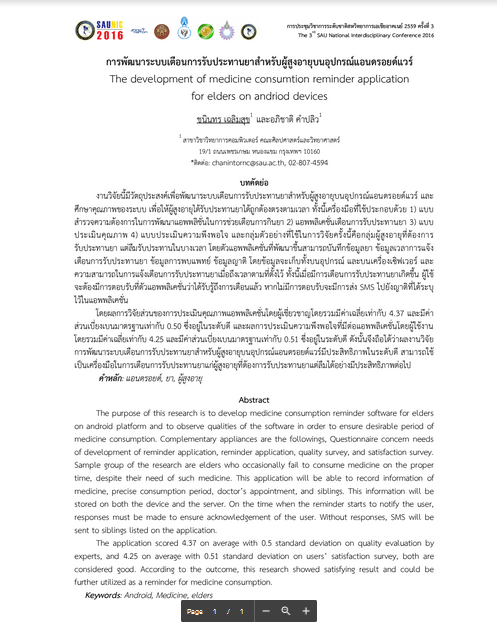 SAUNIC
2016
การประชุมวิชาการระดับชาติสหวิทยาการเอเชียอาคเนย์ 2559 ครั้งที่ 3
The 3rd SAU National Interdisciplinary Conference 2016
การพัฒนาระบบเตือนการรับประทานยาสำหรับผู้สูงอายุบนอุปกรณ์แอนดรอยด์แวร์
The development of medicine consumtion reminder application
for elders on andriod devices
ชนินทร เฉลิมสุข1 และอภิชาติ คำปลิว1
1 สาขาวิชาวิทยาการคอมพิวเตอร์ คณะศิลปศาสตร์และวิทยาศาสตร์
19/1 ถนนเพชรเกษม หนองแขม กรุงเทพฯ 10160
*ติดต่อ: chanintornc@sau.ac.th, 02-807-4594
บทคัดย่อ
งานวิจัยนี้มีวัตถุประสงค์เพื่อพัฒนาระบบเตือนการรับประทานยาสำหรับผู้สูงอายุบนอุปกรณ์แอนดรอยด์แวร์ และ
ศึกษาคุณภาพของระบบ เพื่อให้ผู้สูงอายุได้รับประทานยาได้ถูกต้องตรงตามเวลา ทั้งนี้เครื่องมือที่ใช้ประกอบด้วย 1) แบบ
สำรวจความต้องการในการพัฒนาแอพพลิชั่นในการช่วยเตือนการกินยา 2) แอพพลิเคชั่นเตือนการรับประทานยา 3) แบบ
ประเมินคุณภาพ 4) แบบประเมินความพึงพอใจ และกลุ่มตัวอย่างที่ใช้ในการวิจัยครั้งนี้คือกลุ่มผู้สูงอายุที่ต้องการ
รับประทานยา แต่ลืมรับประทานในบางเวลา โดยตัวแอพพลิเคชั่นที่พัฒนาขึ้นสามารถบันทึกข้อมูลยา ข้อมูลเวลาการแจ้ง
เตือนการรับประทานยา ข้อมูลการพบแพทย์ ข้อมูลญาติ โดยข้อมูลจะเก็บทั้งบนอุปกรณ์ และบนเครื่องเซิฟเวอร์ และ
ความสามารถในการแจ้งเตือนการรับประทานยาเมื่อถึงเวลาตามที่ตั้งไว้ ทั้งนี้เมื่อมีการเตือนการรับประทานยาเกิดขึ้น ผู้ใช้
จะต้องมีการตอบรับที่ตัวแอพพลิเคชั่นว่าได้รับรู้ถึงการเตือนแล้ว หากไม่มีการตอบรับจะมีการส่ง SMS ไปยังญาติที่ได้ระบุ
ไว้ในแอพพลิเคชั่น
โดยผลการวิจัยส่วนของการประเมินคุณภาพแอพพลิเคชั่นโดยผู้เชี่ยวชาญโดยรวมมีค่าเฉลี่ยเท่ากับ 4.37 และมีค่า
ส่วนเบี่ยงเบนมาตรฐานเท่ากับ 0.50 ซึ่งอยู่ในระดับดี และผลการประเมินความพึงพอใจที่มีต่อแอพพลิเคชั่นโดยผู้ใช้งาน
โดยรวมมีค่าเฉลี่ยเท่ากับ 4.25 และมีค่าส่วนเบี่ยงเบนมาตรฐานเท่ากับ 0.51 ซึ่งอยู่ในระดับดี ดังนั้นจึงถือได้ว่าผลงานวิจัย
การพัฒนาระบบเตือนการรับประทานยาสำหรับผู้สูงอายุบนอุปกรณ์แอนดรอยด์แวร์มีประสิทธิภาพในระดับดี สามารถใช้
เป็นเครื่องมือในการเตือนการรับประทานยาแก่ผู้สูงอายุที่ต้องการรับประทานยาแต่ลืมได้อย่างมีประสิทธิภาพต่อไป
คำหลัก: แอนดรอยด์, ยา, ผู้สูงอายุ
Abstract
The purpose of this research is to develop medicine consumption reminder software for elders
on android platform and to observe qualities of the software in order to ensure desirable period of
medicine consumption. Complementary appliances are the followings, Questionnaire concern needs
of development of reminder application, reminder application, quality survey, and satisfaction survey.
Sample group of the research are elders who occasionally fail to consume medicine on the proper
time, despite their need of such medicine. This application will be able to record information of
medicine, precise consumption period, doctor's appointment, and siblings. This information will be
stored on both the device and the server. On the time when the reminder starts to notify the user,
responses must be made to ensure acknowledgement of the user. Without responses, SMS will be
sent to siblings listed on the application.
The application scored 4.37 on average with 0.5 standard deviation on quality evaluation by
experts, and 4.25 on average with 0.51 standard deviation on users' satisfaction survey, both are
considered good. According to the outcome, this research showed satisfying result and could be
further utilized as a reminder for medicine consumption.
Keywords: Android, Medicine, elders
Page 1 / 1